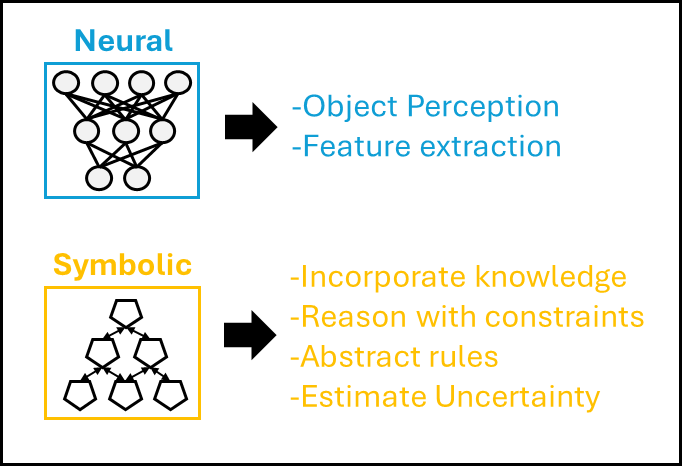 Neural
-Object Perception
-Feature extraction
Symbolic
-Incorporate knowledge
-Reason with constraints
-Abstract rules
-Estimate Uncertainty